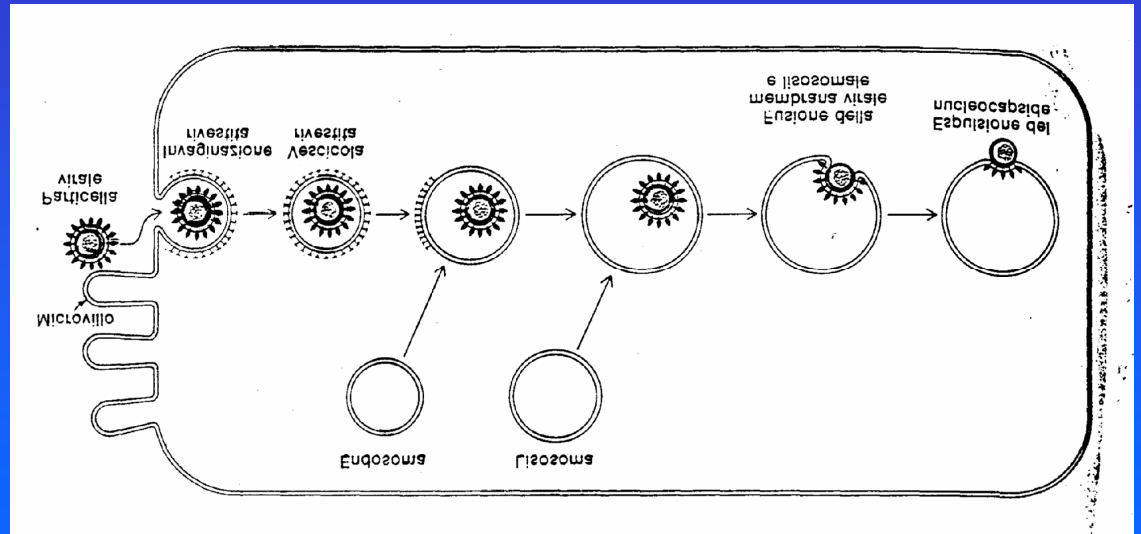 Particella
virale
Invaginazione
rivestita
Vescicola
rivestita
Fusione della
membrana virale
e lisosomale
Espulsione del
nucleocapside
Microvillo
Endosoma
Lisosoma